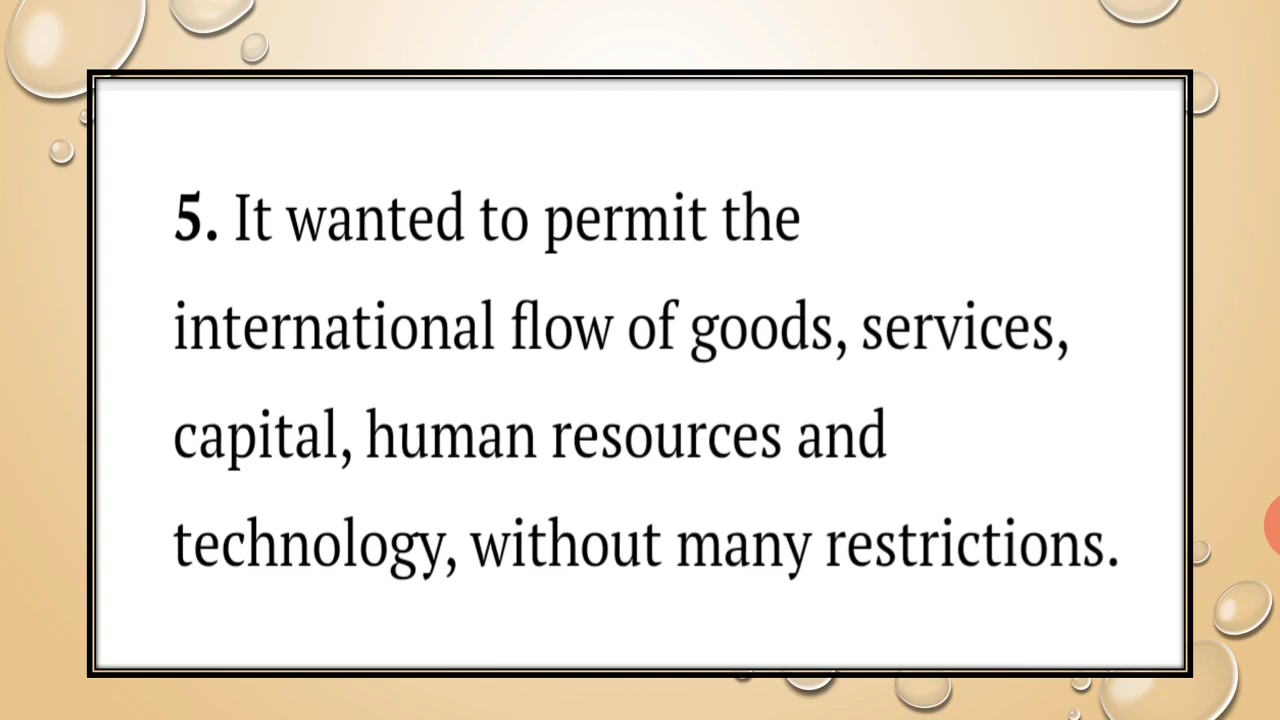 5. It wanted to permit the
international flow of goods, services,
capital, human resources and
technology, without many restrictions.